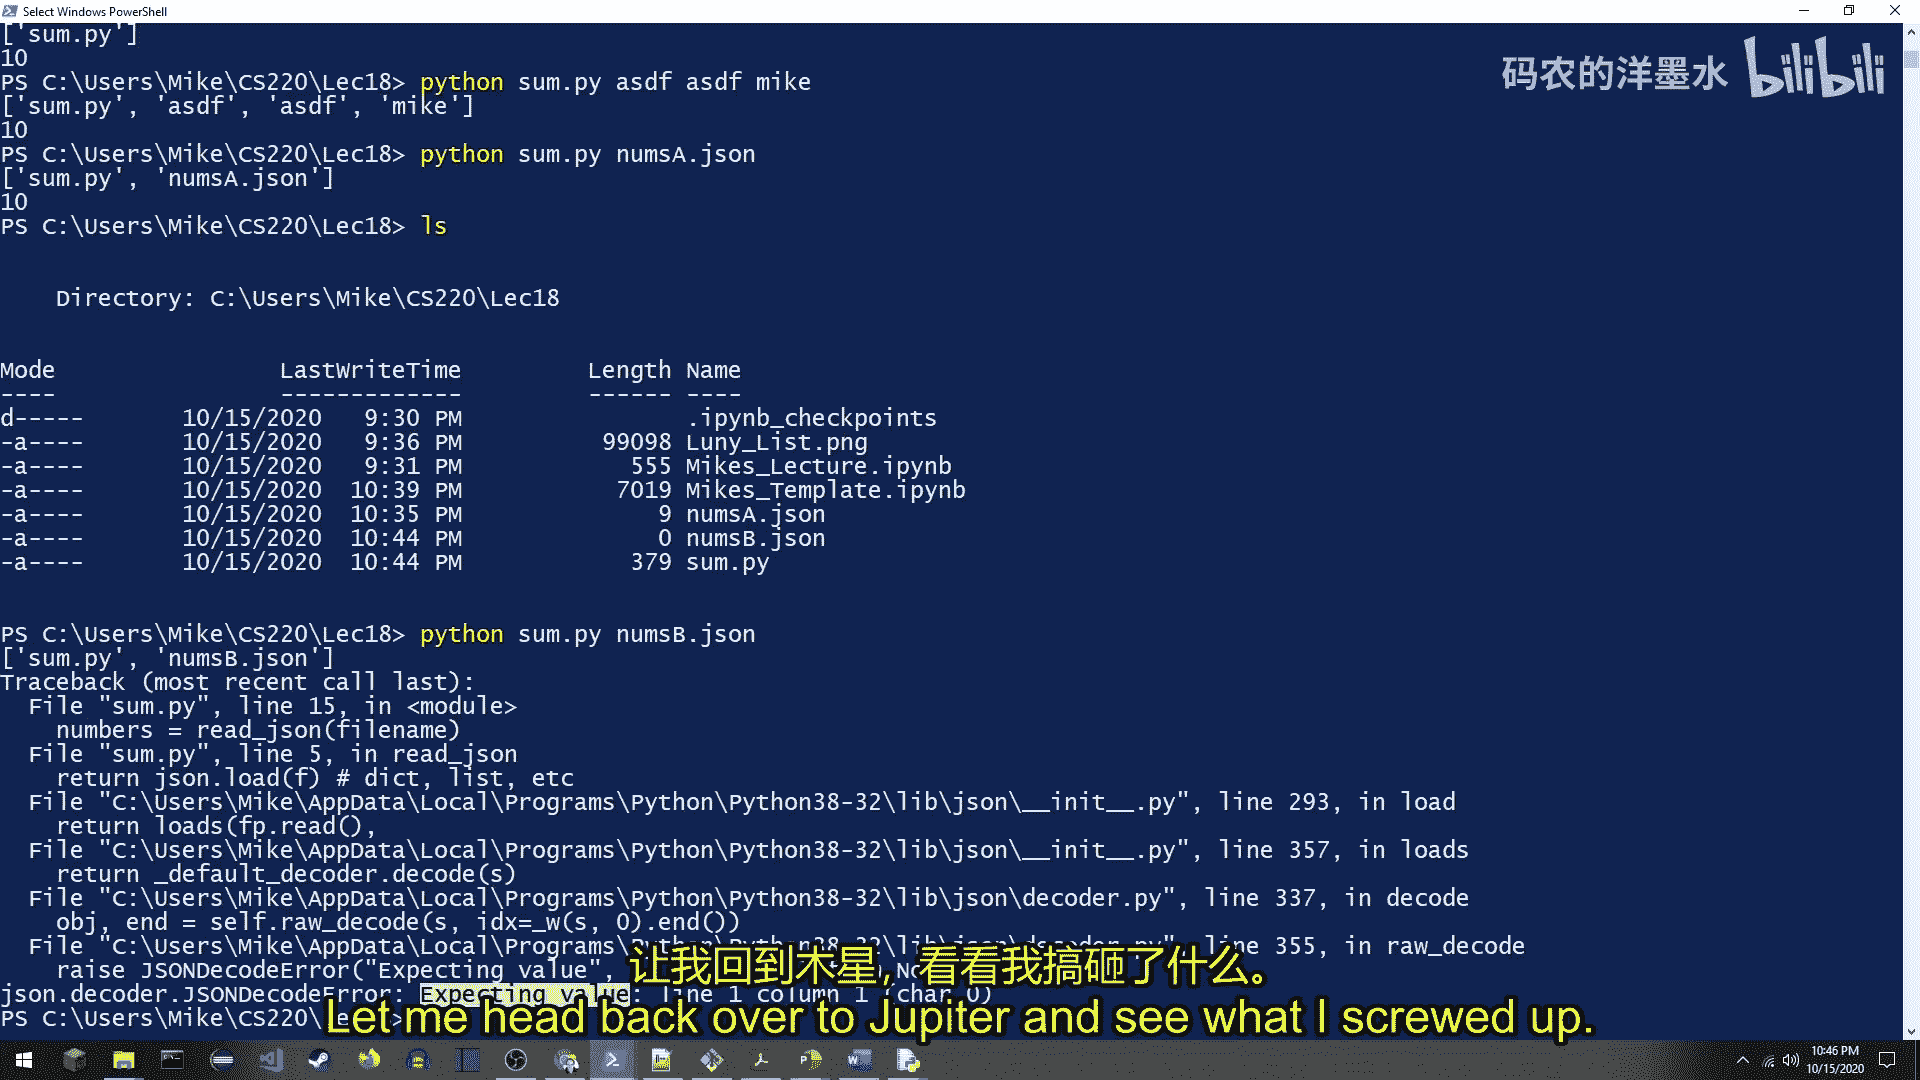 Select Windows PowerShell
['sum.py']
10
PS C:\Users\Mike\CS220\Lec18> python sum.py asdf asdf mike
['sum.py', 'asdf', 'asdf', 'mike']
10
PS C:\Users\Mike\CS220\Lec18> python sum.py numsA.json
['sum.py', 'numsA.json']
10
PS C:\Users\Mike\CS220\Lec18> ls
码农的洋墨水 bilibili
Directory: C:\Users\Mike\CS220\Lec18
Mode LastWriteTime Length Name
---- ------------- ------ ----
d----- 10/15/2020 9:30 PM .ipynb_checkpoints
-a---- 10/15/2020 9:36 PM 99098 Luny_List.png
-a---- 10/15/2020 9:31 PM 555 Mikes_Lecture.ipynb
-a---- 10/15/2020 10:39 PM 7019 Mikes_Template.ipynb
-a---- 10/15/2020 10:35 PM 9 numsA.json
-a---- 10/15/2020 10:44 PM 0 numsB.json
-a---- 10/15/2020 10:44 PM 379 sum.py
PS C:\Users\Mike\CS220\Lec18> python sum.py numsB.json
['sum.py', 'numsB.json']
Traceback (most recent call last):
File "sum.py", line 15, in <module>
numbers = read_json(filename)
File "sum.py", line 5, in read_json
return json.load(f) # dict, list, etc
File "C:\Users\Mike\AppData\Local\Programs\Python\Python38-32\lib\json\__init__.py", line 293, in load
return loads(fp.read(),
File "C:\Users\Mike\AppData\Local\Programs\Python\Python38-32\lib\json\__init__.py", line 357, in loads
return _default_decoder.decode(s)
File "C:\Users\Mike\AppData\Local\Programs\Python\Python38-32\lib\json\decoder.py", line 337, in decode
obj, end = self.raw_decode(s, idx=_w(s, 0).end())
File "C:\Users\Mike\AppData\Local\Programs\Python\Python38-32\lib\json\decoder.py", line 355, in raw_decode
raise JSONDecodeError("Expecting value",
json.decoder.JSONDecodeError: Expecting value: line 1 column 1 (char 0)
PS C:\Users\Mike\CS220\
让我回到木星，看看我搞砸了什么。
Let me head back over to Jupiter and see what I screwed up.
10:46 PM
10/15/2020